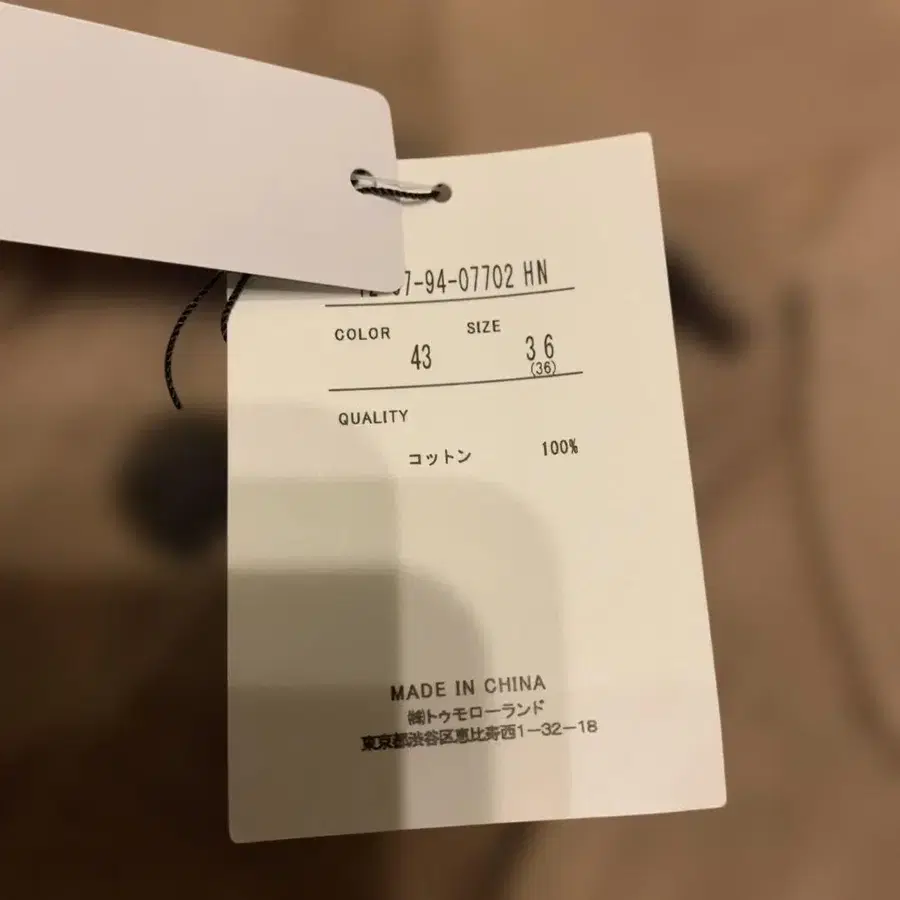 7-94-07702 HN
COLOR SIZE
43 36
(36)
QUALITY
コットン 100%
MADE IN CHINA
㈱トゥモローランド
東京都渋谷区恵比寿西1-32-18